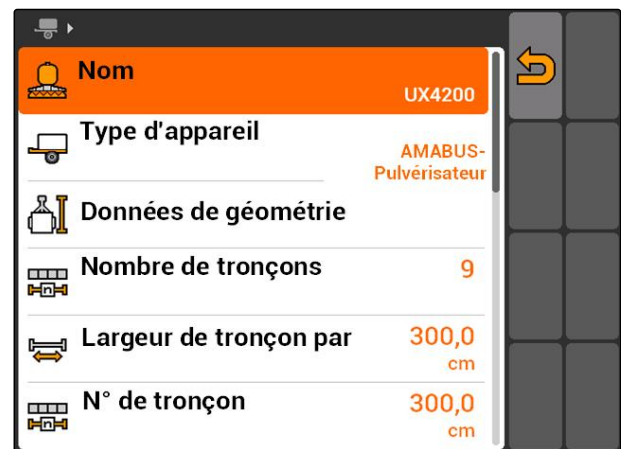 Nom
UX4200
Type d'appareil
AMABUS-
Pulvérisateur
Données de géométrie
Nombre de tronçons
9
Largeur de tronçon par
300,0
cm
N° de tronçon
300,0
cm